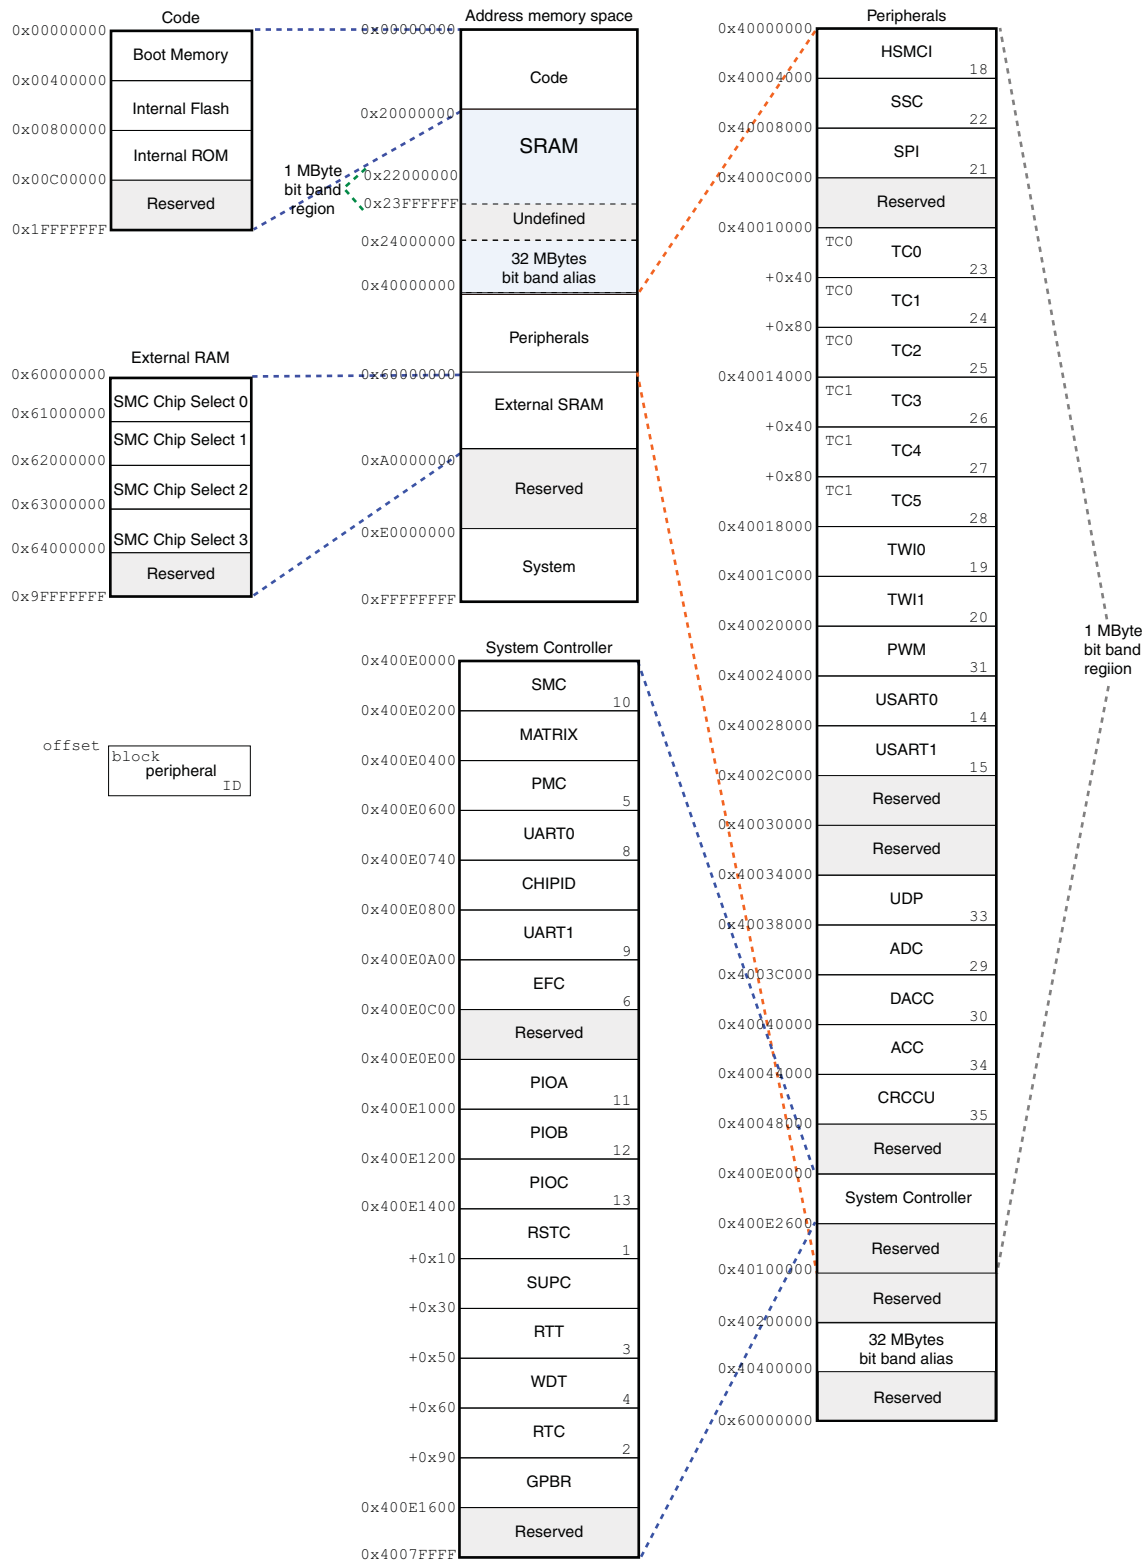 Code
0x00000000
Boot Memory
0x00400000
Internal Flash
0x00800000
Internal ROM
0x00C00000
Reserved
0x1FFFFFFF
1 MByte
bit band
region
External RAM
0x60000000
SMC Chip Select 0
0x61000000
SMC Chip Select 1
0x62000000
SMC Chip Select 2
0x63000000
SMC Chip Select 3
0x64000000
Reserved
0x9FFFFFFF
offset
block
peripheral
ID
Address memory space
0x00000000
Code
0x20000000
SRAM
0x22000000
0x23FFFFFF
Undefined
0x24000000
32 MBytes
bit band alias
0x40000000
Peripherals
0x60000000
External SRAM
0xA0000000
Reserved
0xE0000000
System
0xFFFFFFFF
System Controller
0x400E0000
SMC
10
0x400E0200
MATRIX
0x400E0400
PMC
5
0x400E0600
UART0
8
0x400E0740
CHIPID
0x400E0800
UART1
9
0x400E0A00
EFC
6
0x400E0C00
Reserved
0x400E0E00
PIOA
11
0x400E1000
PIOB
12
0x400E1200
PIOC
13
0x400E1400
RSTC
1
+0x10
SUPC
+0x30
RTT
3
+0x50
WDT
4
+0x60
RTC
2
+0x90
GPBR
0x400E1600
Reserved
0x4007FFFF
Peripherals
0x40000000
HSMCI
18
0x40004000
SSC
22
0x40008000
SPI
21
0x4000C000
Reserved
0x40010000
TC0
TC0
23
+0x40
TC0
TC1
24
+0x80
TC0
TC2
25
0x40014000
TC1
TC3
26
+0x40
TC1
TC4
27
+0x80
TC1
TC5
28
0x40018000
TWI0
19
0x4001C000
TWI1
20
0x40020000
PWM
31
0x40024000
USART0
14
0x40028000
USART1
15
0x4002C000
Reserved
0x40030000
Reserved
0x40034000
UDP
33
0x40038000
ADC
29
0x4003C000
DACC
30
0x40040000
ACC
34
0x40044000
CRCCU
35
0x40048000
Reserved
0x400E0000
System Controller
0x400E2600
Reserved
0x40100000
Reserved
0x40200000
32 MBytes
bit band alias
0x40400000
Reserved
0x60000000
1 MByte
bit band
regiion